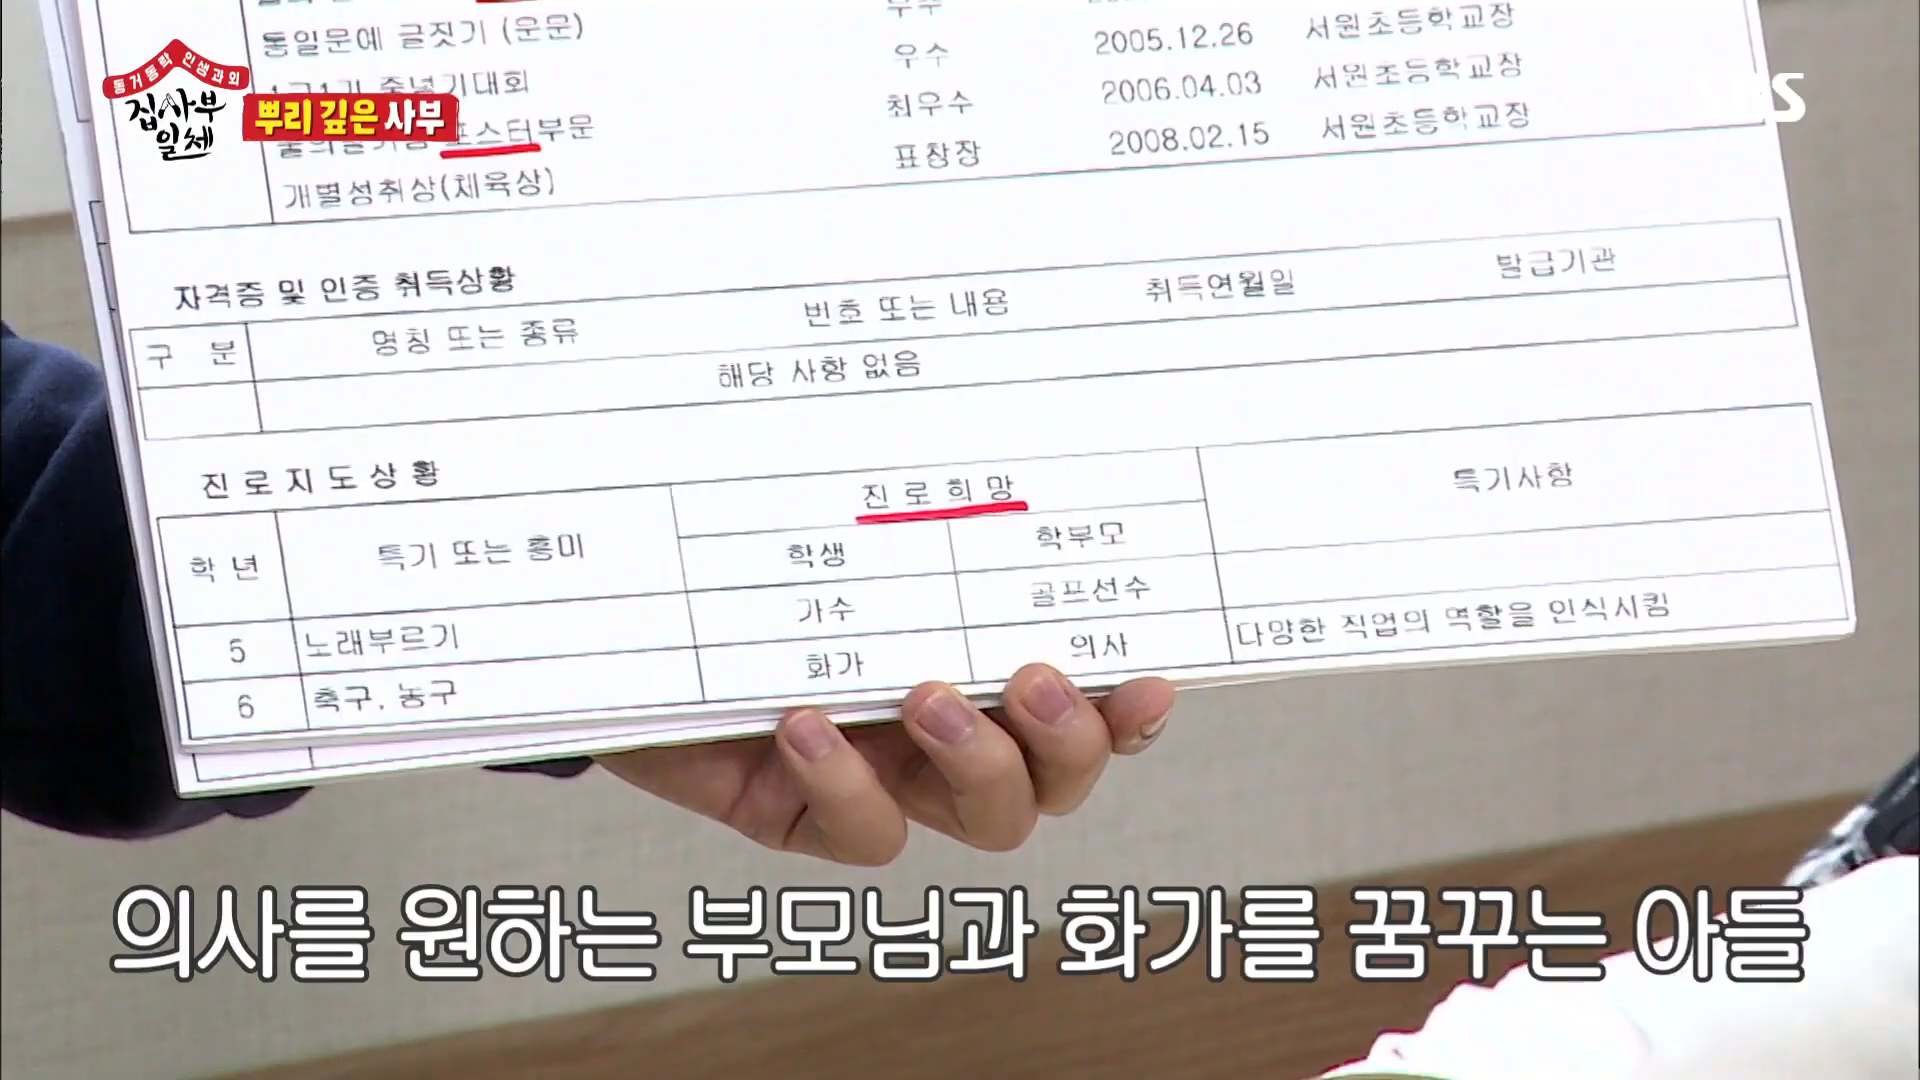 동거동락 인생과외
집사부일체
뿌리 깊은 사부
SBS
통일문예 글짓기 (운문) 우수 2005.12.26 서원초등학교장
줄넘기대회 최우수 2006.04.03 서원초등학교장
포스터부문 표창장 2008.02.15 서원초등학교장
개별성취상(체육상)
자격증 및 인증 취득상황
구 분 명칭 또는 종류 번호 또는 내용 취득연월일 발급기관
해당 사항 없음
진 로 지 도 상 황
학 년 특기 또는 흥미 진 로 희 망 특기사항
학생 학부모
5 노래부르기 가수 골프선수
6 축구, 농구 화가 의사 다양한 직업의 역할을 인식시킴
의사를 원하는 부모님과 화가를 꿈꾸는 아들